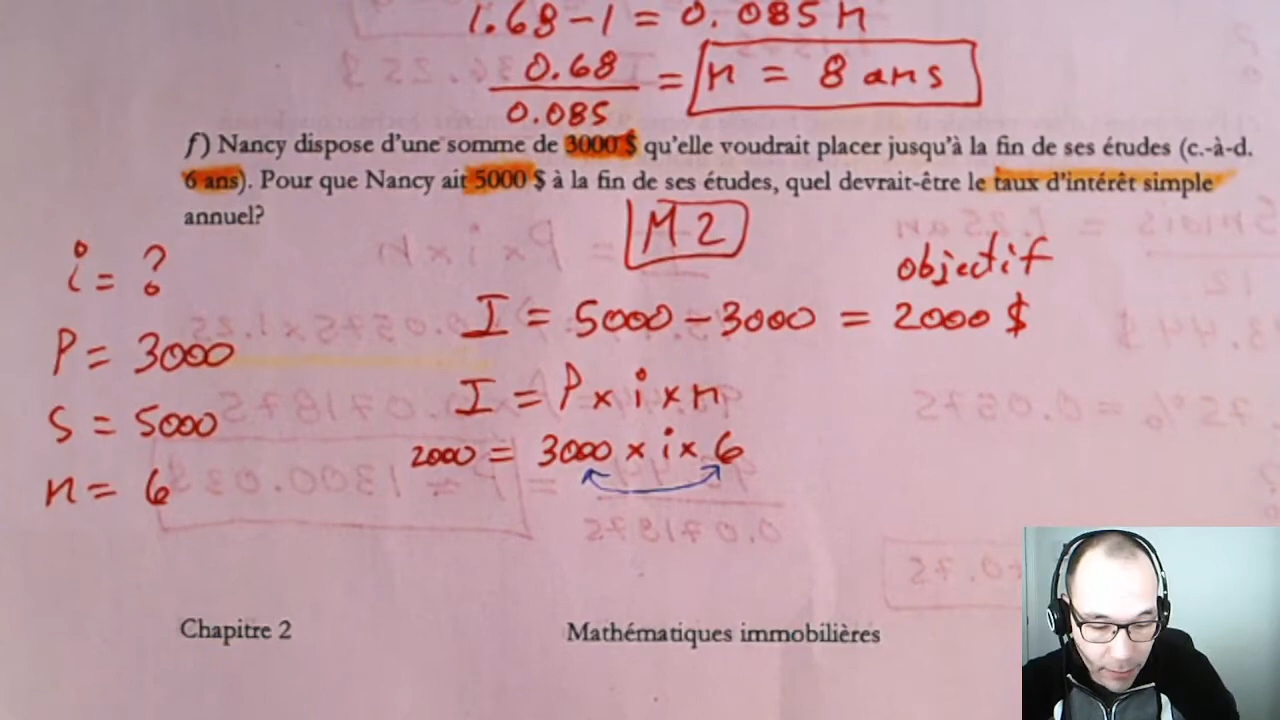 1.68 - 1 = 0.085 n
0.68 / 0.085 = n = 8 ans
f) Nancy dispose d'une somme de 3000 $ qu'elle voudrait placer jusqu'à la fin de ses études (c.-à-d.
6 ans). Pour que Nancy ait 5000 $ à la fin de ses études, quel devrait-être le taux d'intérêt simple
annuel?
M2
i = ?
P = 3000
S = 5000
n = 6
objectif
I = 5000 - 3000 = 2000 $
I = P x i x n
2000 = 3000 x i x 6
Chapitre 2
Mathématiques immobilières